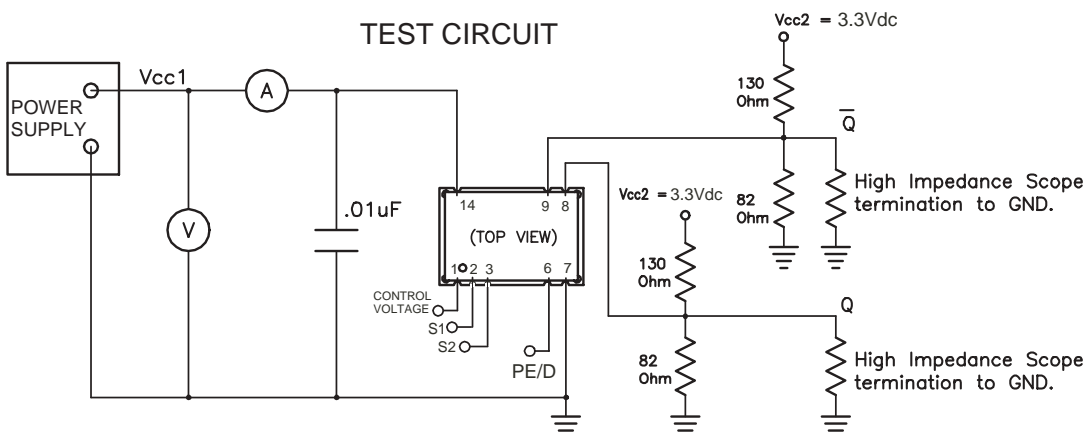 TEST CIRCUIT
Vcc2 = 3.3Vdc
130
Ohm
Q̅
82
Ohm
High Impedance Scope
termination to GND.
Vcc1
A
POWER
SUPPLY
V
.01uF
14
9
8
(TOP VIEW)
1
2
3
6
7
CONTROL
VOLTAGE
S1
S2
PE/D
Vcc2 = 3.3Vdc
130
Ohm
Q
82
Ohm
High Impedance Scope
termination to GND.